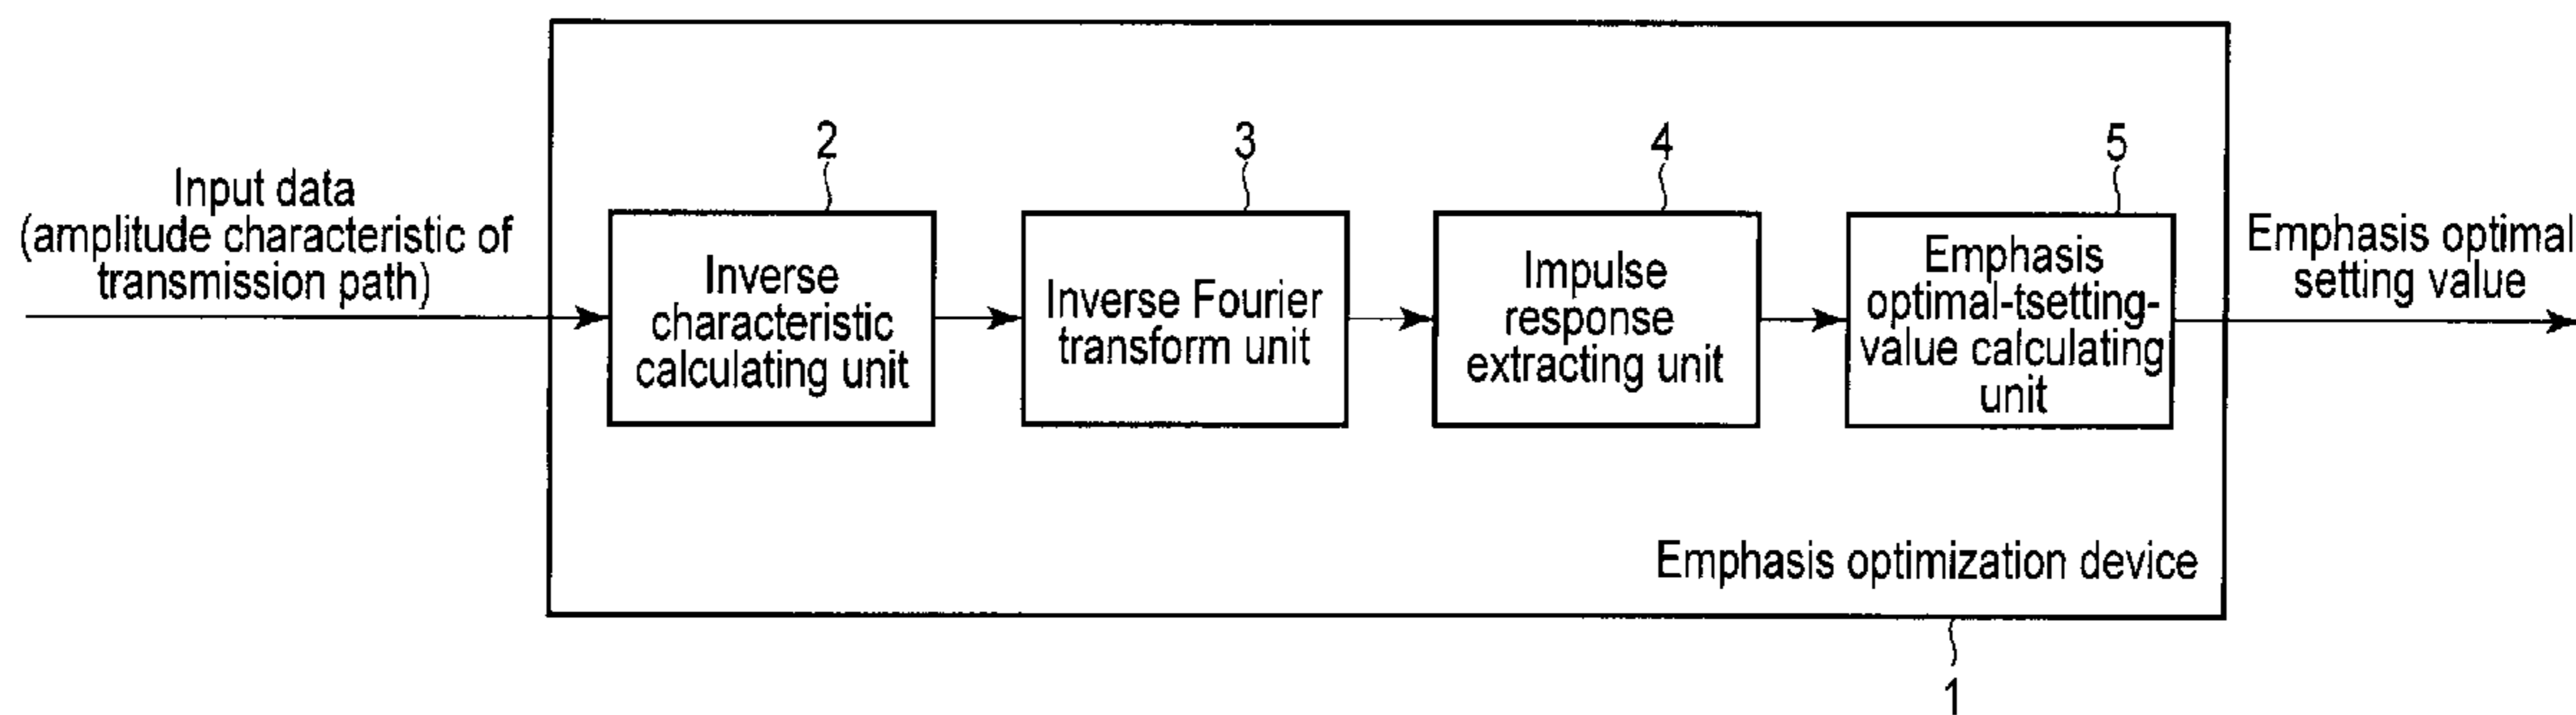 Input data
(amplitude characteristic of
transmission path)
2
Inverse
characteristic
calculating unit
3
Inverse Fourier
transform unit
4
Impulse
response
extracting unit
5
Emphasis
optimal-tsetting-
value calculating
unit
Emphasis optimal
setting value
Emphasis optimization device
1